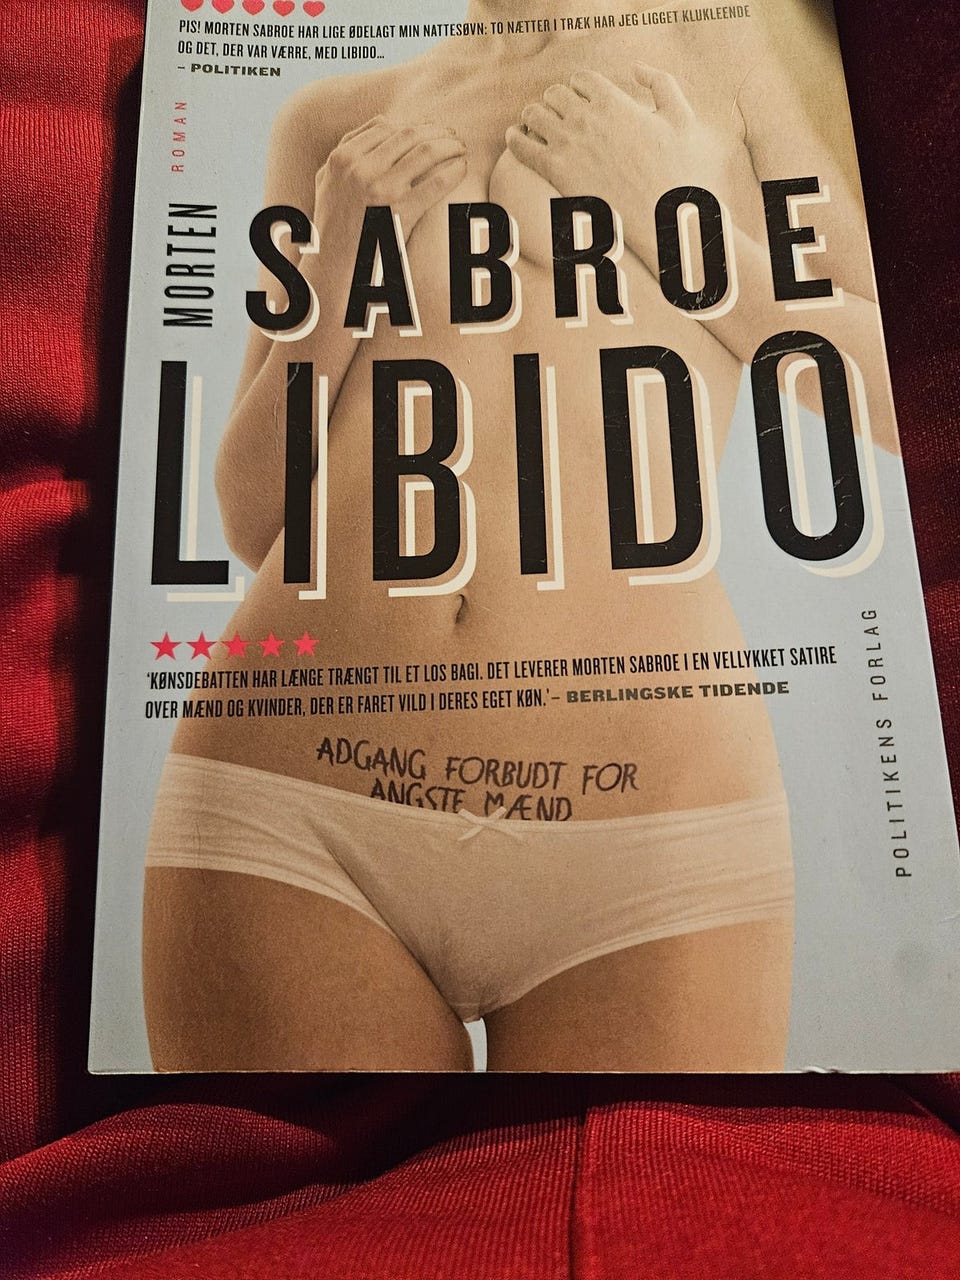 PIS! MORTEN SABROE HAR LIGE ØDELAGT MIN NATTESØVN: TO NÆTTER I TRÆK HAR JEG LIGGET KLUKLEENDE
OG DET, DER VAR VÆRRE, MED LIBIDO...
– POLITIKEN
ROMAN
MORTEN
SABROE
LIBIDO
'KØNSDEBATTEN HAR LÆNGE TRÆNGT TIL ET LOS BAGI. DET LEVERER MORTEN SABROE I EN VELLYKKET SATIRE
OVER MÆND OG KVINDER, DER ER FARET VILD I DERES EGET KØN.' – BERLINGSKE TIDENDE
ADGANG FORBUDT FOR
ANGSTE MÆND
POLITIKENS FORLAG